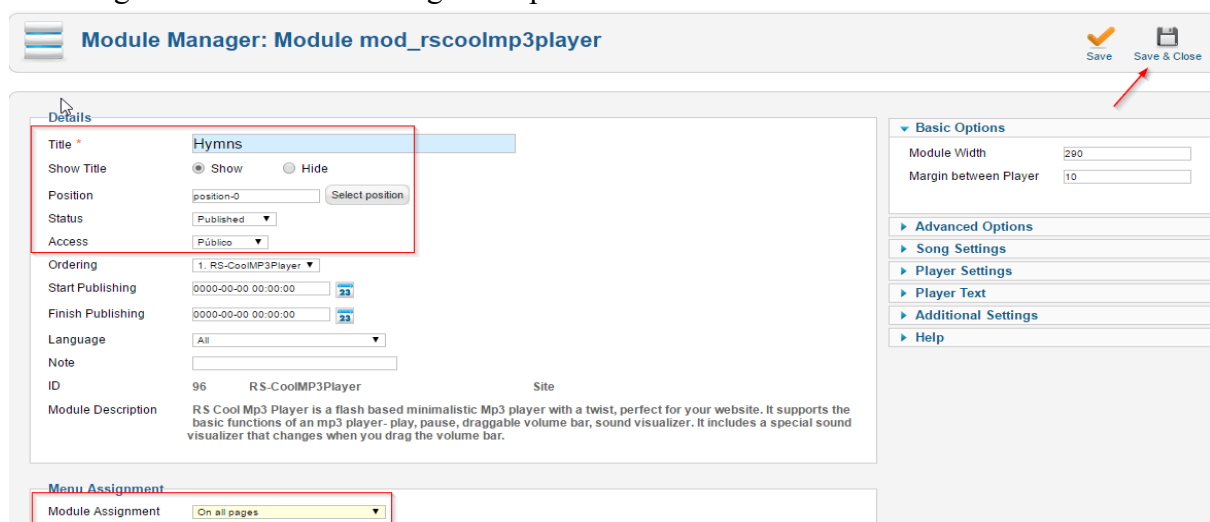 Module Manager: Module mod_rscoolmp3player
Save
Save & Close
Details
Title *
Hymns
Show Title
Show
Hide
Position
position-0
Select position
Status
Published
Access
Público
Ordering
1. RS-CoolMP3Player
Start Publishing
0000-00-00 00:00:00
23
Finish Publishing
0000-00-00 00:00:00
23
Language
All
Note
ID
96 RS-CoolMP3Player Site
Module Description
RS Cool Mp3 Player is a flash based minimalistic Mp3 player with a twist, perfect for your website. It supports the
basic functions of an mp3 player- play, pause, draggable volume bar, sound visualizer. It includes a special sound
visualizer that changes when you drag the volume bar.
Menu Assignment
Module Assignment
On all pages
Basic Options
Module Width
290
Margin between Player
10
Advanced Options
Song Settings
Player Settings
Player Text
Additional Settings
Help